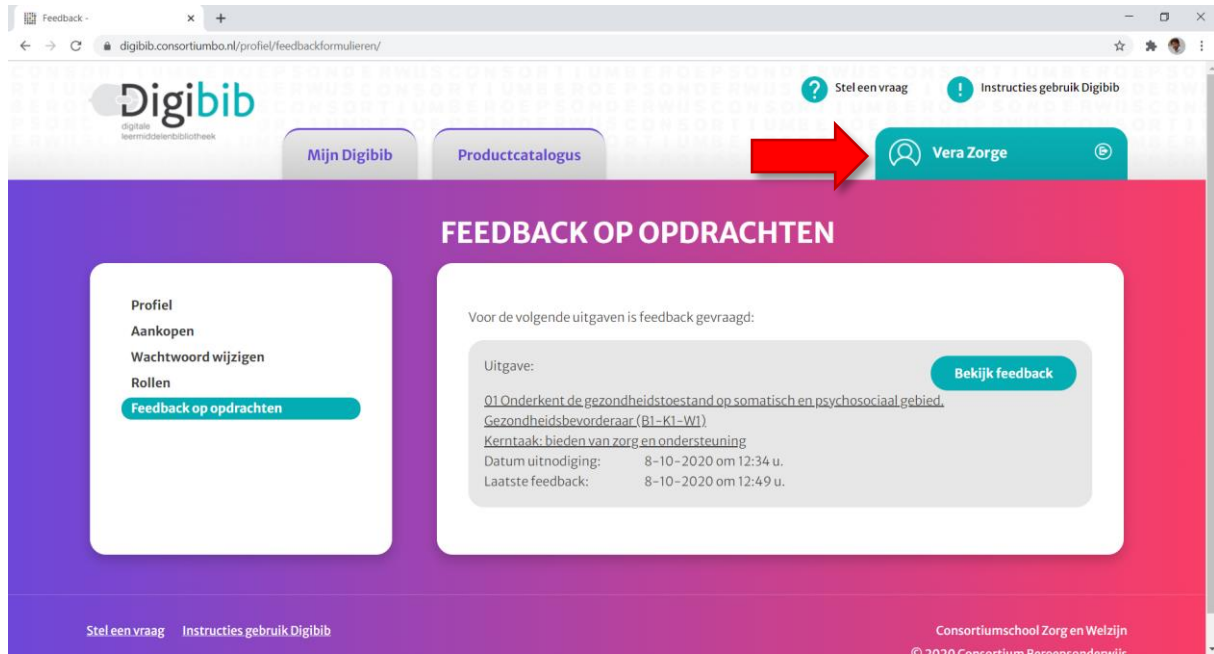 Feedback -
digibib.consortiumbo.nl/profiel/feedbackformulieren/
Digibib
digitale
leermiddelenbibliotheek
Stel een vraag
Instructies gebruik Digibib
Mijn Digibib
Productcatalogus
Vera Zorge
FEEDBACK OP OPDRACHTEN
Profiel
Aankopen
Wachtwoord wijzigen
Rollen
Feedback op opdrachten
Voor de volgende uitgaven is feedback gevraagd:
Uitgave:
Bekijk feedback
01 Onderkent de gezondheidstoestand op somatisch en psychosociaal gebied.
Gezondheidsbevorderaar (B1-K1-W1)
Kerntaak: bieden van zorg en ondersteuning
Datum uitnodiging: 8-10-2020 om 12:34 u.
Laatste feedback: 8-10-2020 om 12:49 u.
Stel een vraag Instructies gebruik Digibib
Consortiumschool Zorg en Welzijn
© 2020 Consortium Beroepsonderwijs